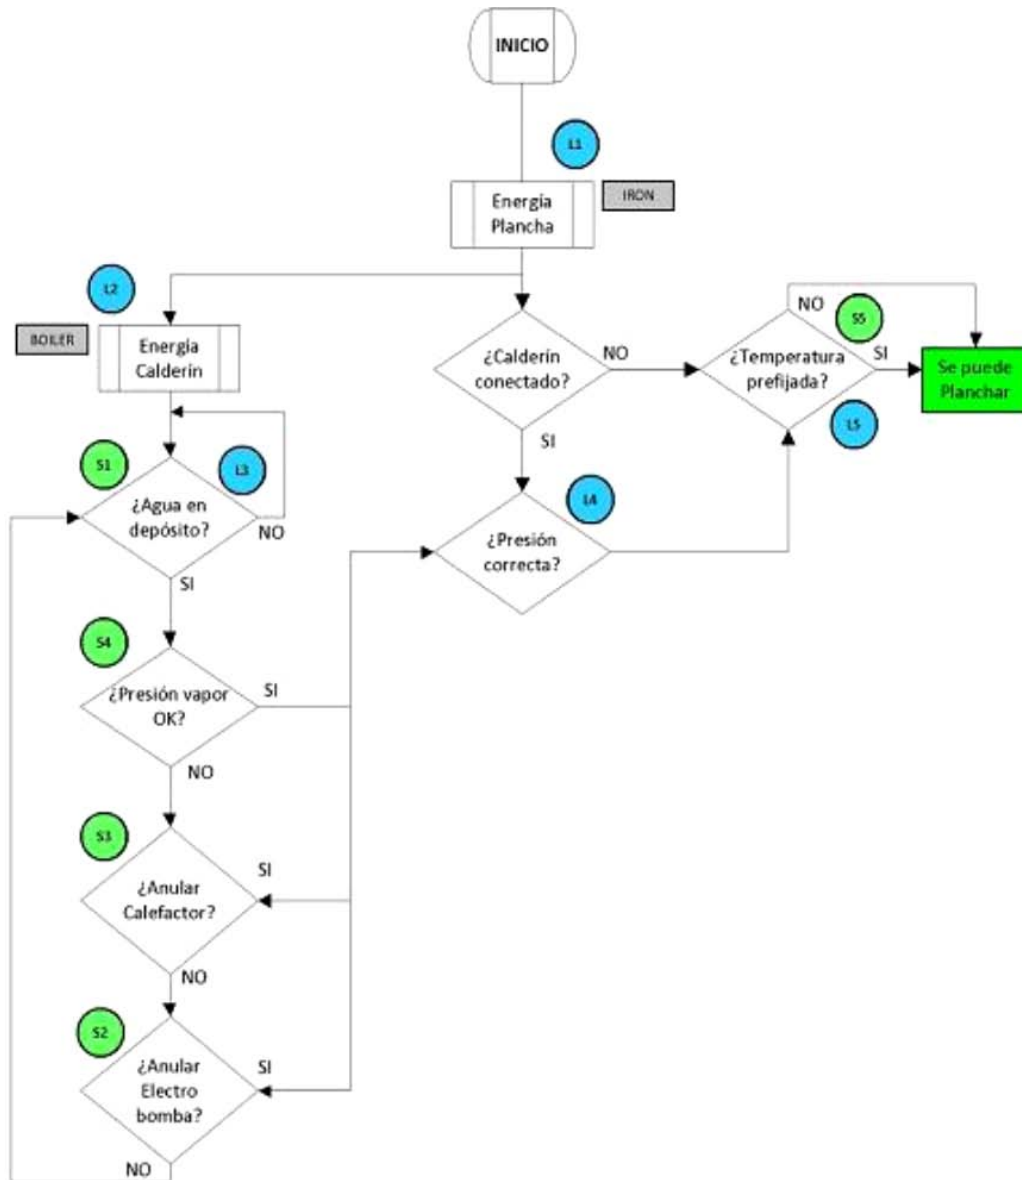 INICIO
L1
Energía
Plancha
IRON
L2
BOILER
Energía
Calderín
¿Calderín
conectado?
NO
SI
NO
S5
¿Temperatura
prefijada?
SI
L5
Se puede
Planchar
S1
L3
¿Agua en
depósito?
NO
SI
L4
¿Presión
correcta?
S4
¿Presión vapor
OK?
SI
NO
S3
¿Anular
Calefactor?
SI
NO
S2
¿Anular
Electro
bomba?
SI
NO